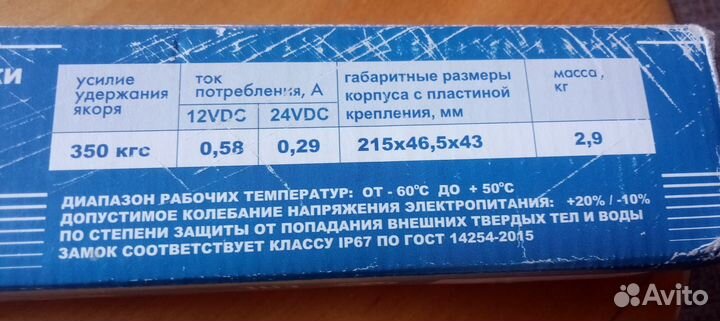 КИ
усилие
удержания
якоря
ток
потребления, А
12VDC 24VDC
габаритные размеры
корпуса с пластиной
крепления, мм
масса,
кг
350 кгс 0,58 0,29 215x46,5x43 2,9
ДИАПАЗОН РАБОЧИХ ТЕМПЕРАТУР: ОТ - 60°С ДО + 50°С
ДОПУСТИМОЕ КОЛЕБАНИЕ НАПРЯЖЕНИЯ ЭЛЕКТРОПИТАНИЯ: +20% / -10%
ПО СТЕПЕНИ ЗАЩИТЫ ОТ ПОПАДАНИЯ ВНЕШНИХ ТВЕРДЫХ ТЕЛ И ВОДЫ
ЗАМОК СООТВЕТСТВУЕТ КЛАССУ IP67 ПО ГОСТ 14254-2015
Avito